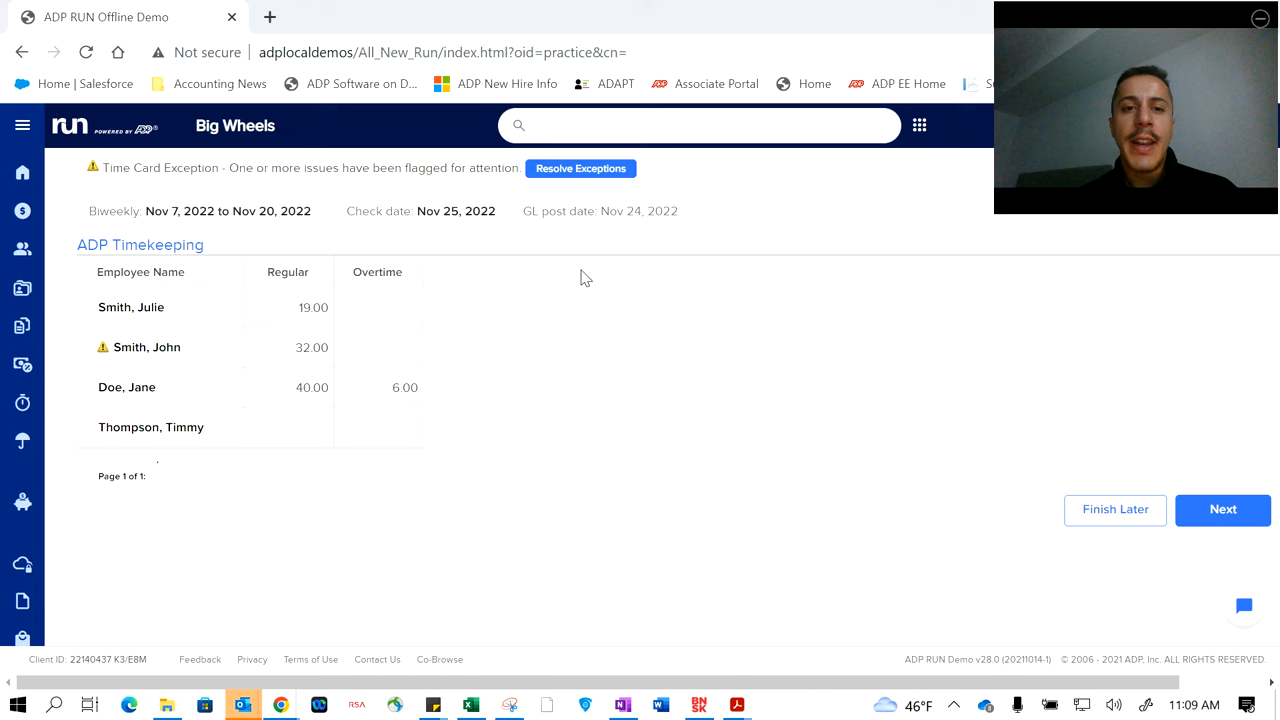 ADP RUN Offline Demo
Not secure adplocaldemos/All_New_Run/index.html?oid=practice&cn=
Home | Salesforce Accounting News ADP Software on D... ADP New Hire Info ADAPT Associate Portal Home ADP EE Home
run POWERED BY ADP® Big Wheels
Time Card Exception - One or more issues have been flagged for attention. Resolve Exceptions
Biweekly: Nov 7, 2022 to Nov 20, 2022 Check date: Nov 25, 2022 GL post date: Nov 24, 2022
ADP Timekeeping
Employee Name Regular Overtime
Smith, Julie 19.00
Smith, John 32.00
Doe, Jane 40.00 6.00
Thompson, Timmy
Page 1 of 1:
Finish Later Next
Client ID: 22140437 K3/E8M Feedback Privacy Terms of Use Contact Us Co-Browse ADP RUN Demo v28.0 (20211014-1) © 2006 - 2021 ADP, Inc. ALL RIGHTS RESERVED.
RSA BNSK 46°F 11:09 AM